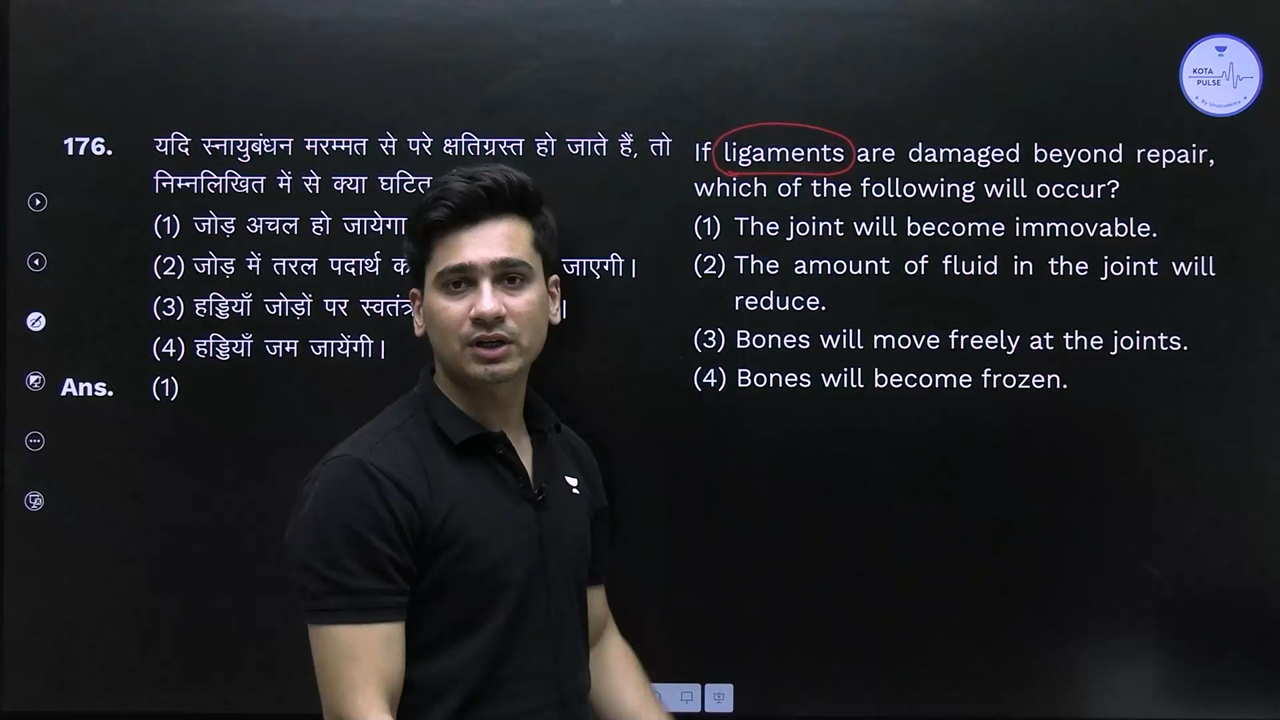 KOTA
PULSE
By Unacademy
176. यदि स्नायुबंधन मरम्मत से परे क्षतिग्रस्त हो जाते हैं, तो
निम्नलिखित में से क्या घटित
(1) जोड़ अचल हो जायेगा
(2) जोड़ में तरल पदार्थ जाएगी।
(3) हड्डियाँ जोड़ों पर स्वतंत्र
(4) हड्डियाँ जम जायेंगी।
Ans. (1)
If ligaments are damaged beyond repair,
which of the following will occur?
(1) The joint will become immovable.
(2) The amount of fluid in the joint will
reduce.
(3) Bones will move freely at the joints.
(4) Bones will become frozen.